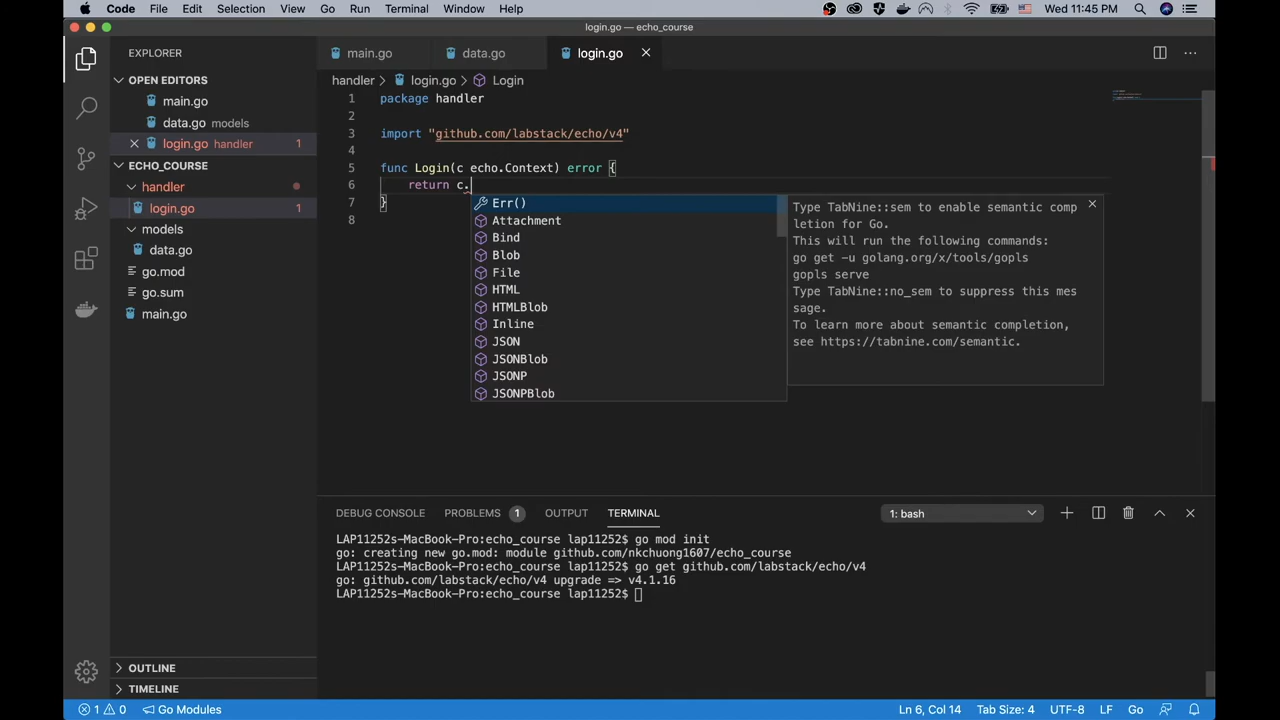 Code File Edit Selection View Go Run Terminal Window Help Wed 11:45 PM
login.go — echo_course
EXPLORER
OPEN EDITORS
main.go
data.go models
login.go handler 1
ECHO_COURSE
handler
login.go 1
models
data.go
go.mod
go.sum
main.go
OUTLINE
TIMELINE
main.go data.go login.go
handler > login.go > Login
1 package handler
2
3 import "github.com/labstack/echo/v4"
4
5 func Login(c echo.Context) error {
6 return c.
7 }
8
Err()
Attachment
Bind
Blob
File
HTML
HTMLBlob
Inline
JSON
JSONBlob
JSONP
JSONPBlob
Type TabNine::sem to enable semantic comp
letion for Go.
This will run the following commands:
go get -u golang.org/x/tools/gopls
gopls serve
Type TabNine::no_sem to suppress this mes
sage.
To learn more about semantic completion,
see https://tabnine.com/semantic.
DEBUG CONSOLE PROBLEMS 1 OUTPUT TERMINAL 1: bash
LAP11252s-MacBook-Pro:echo_course lap11252$ go mod init
go: creating new go.mod: module github.com/nkchuong1607/echo_course
LAP11252s-MacBook-Pro:echo_course lap11252$ go get github.com/labstack/echo/v4
go: github.com/labstack/echo/v4 upgrade => v4.1.16
LAP11252s-MacBook-Pro:echo_course lap11252$
1 0 Go Modules Ln 6, Col 14 Tab Size: 4 UTF-8 LF Go